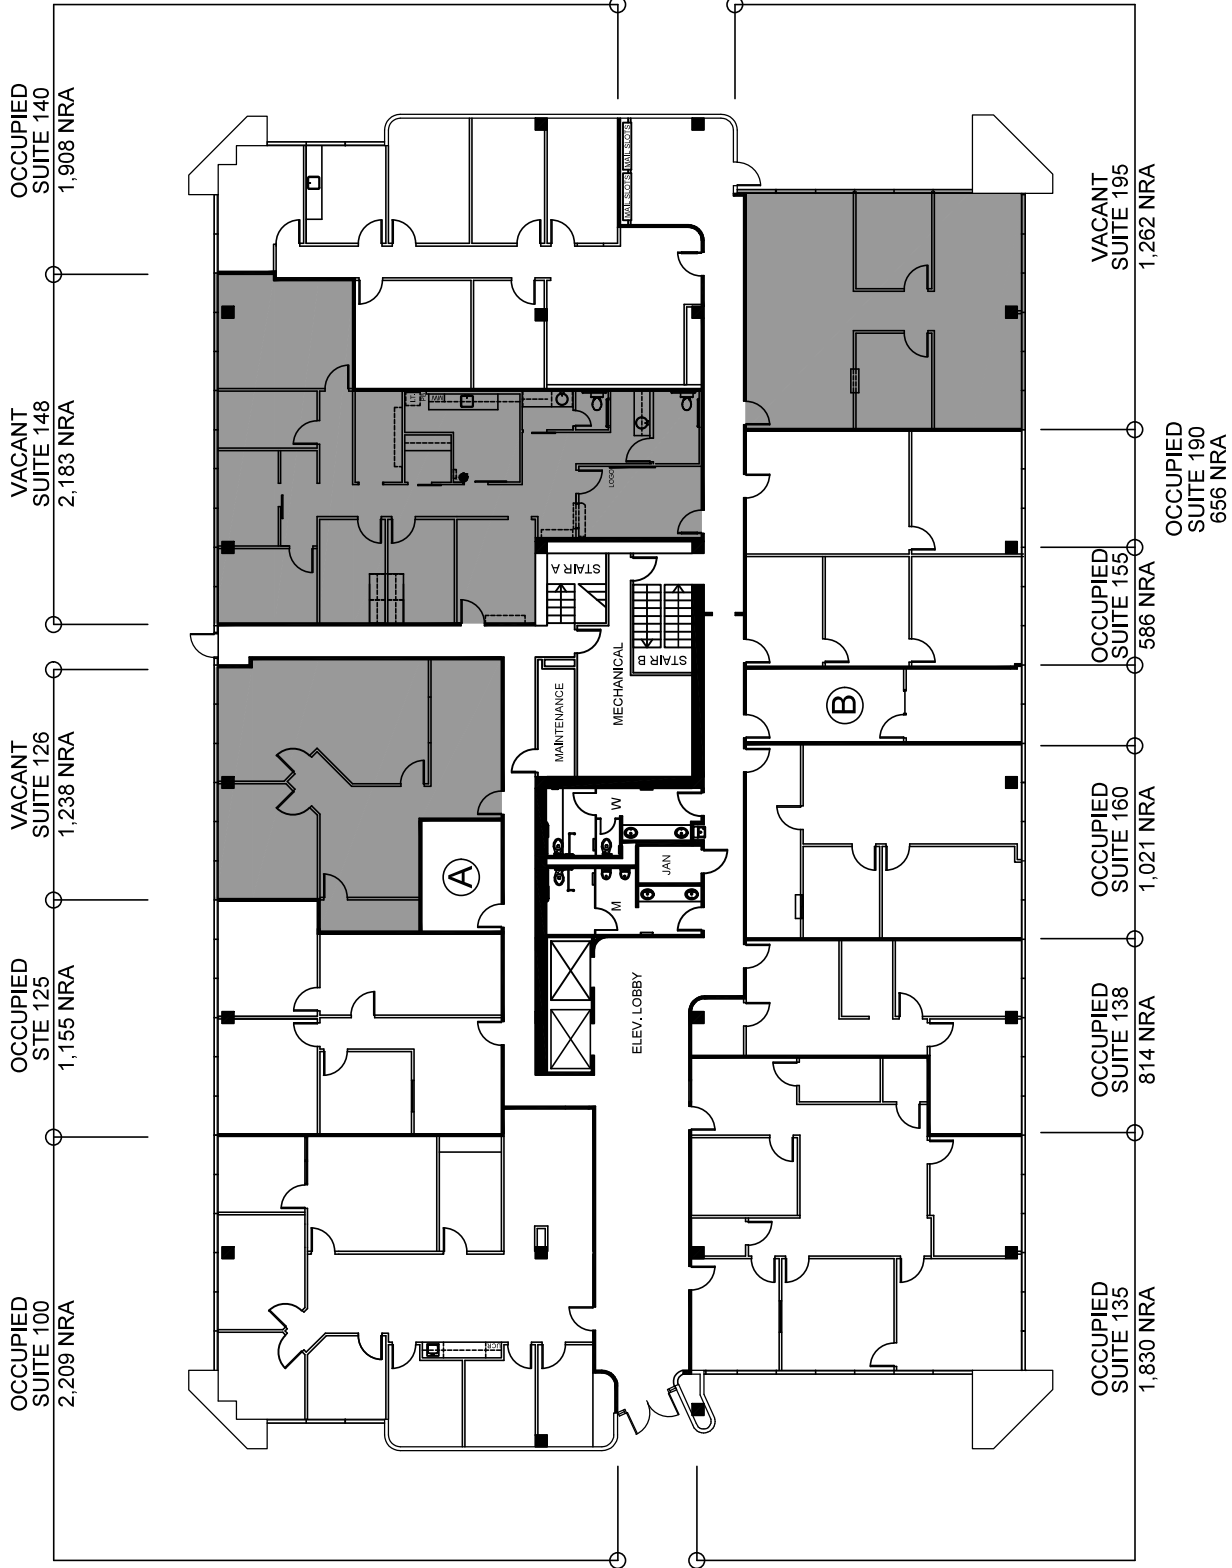 OCCUPIED
SUITE 140
1,908 NRA
VACANT
SUITE 148
2,183 NRA
VACANT
SUITE 126
1,238 NRA
OCCUPIED
STE 125
1,155 NRA
OCCUPIED
SUITE 100
2,209 NRA
VACANT
SUITE 195
1,262 NRA
OCCUPIED
SUITE 190
656 NRA
OCCUPIED
SUITE 155
586 NRA
OCCUPIED
SUITE 160
1,021 NRA
OCCUPIED
SUITE 138
814 NRA
OCCUPIED
SUITE 135
1,830 NRA
MAIL SLOTS
MAIL SLOTS
I.T.
MW
LOGO
STAIR A
STAIR B
MECHANICAL
MAINTENANCE
W
JAN
M
ELEV. LOBBY
A
B
UCR